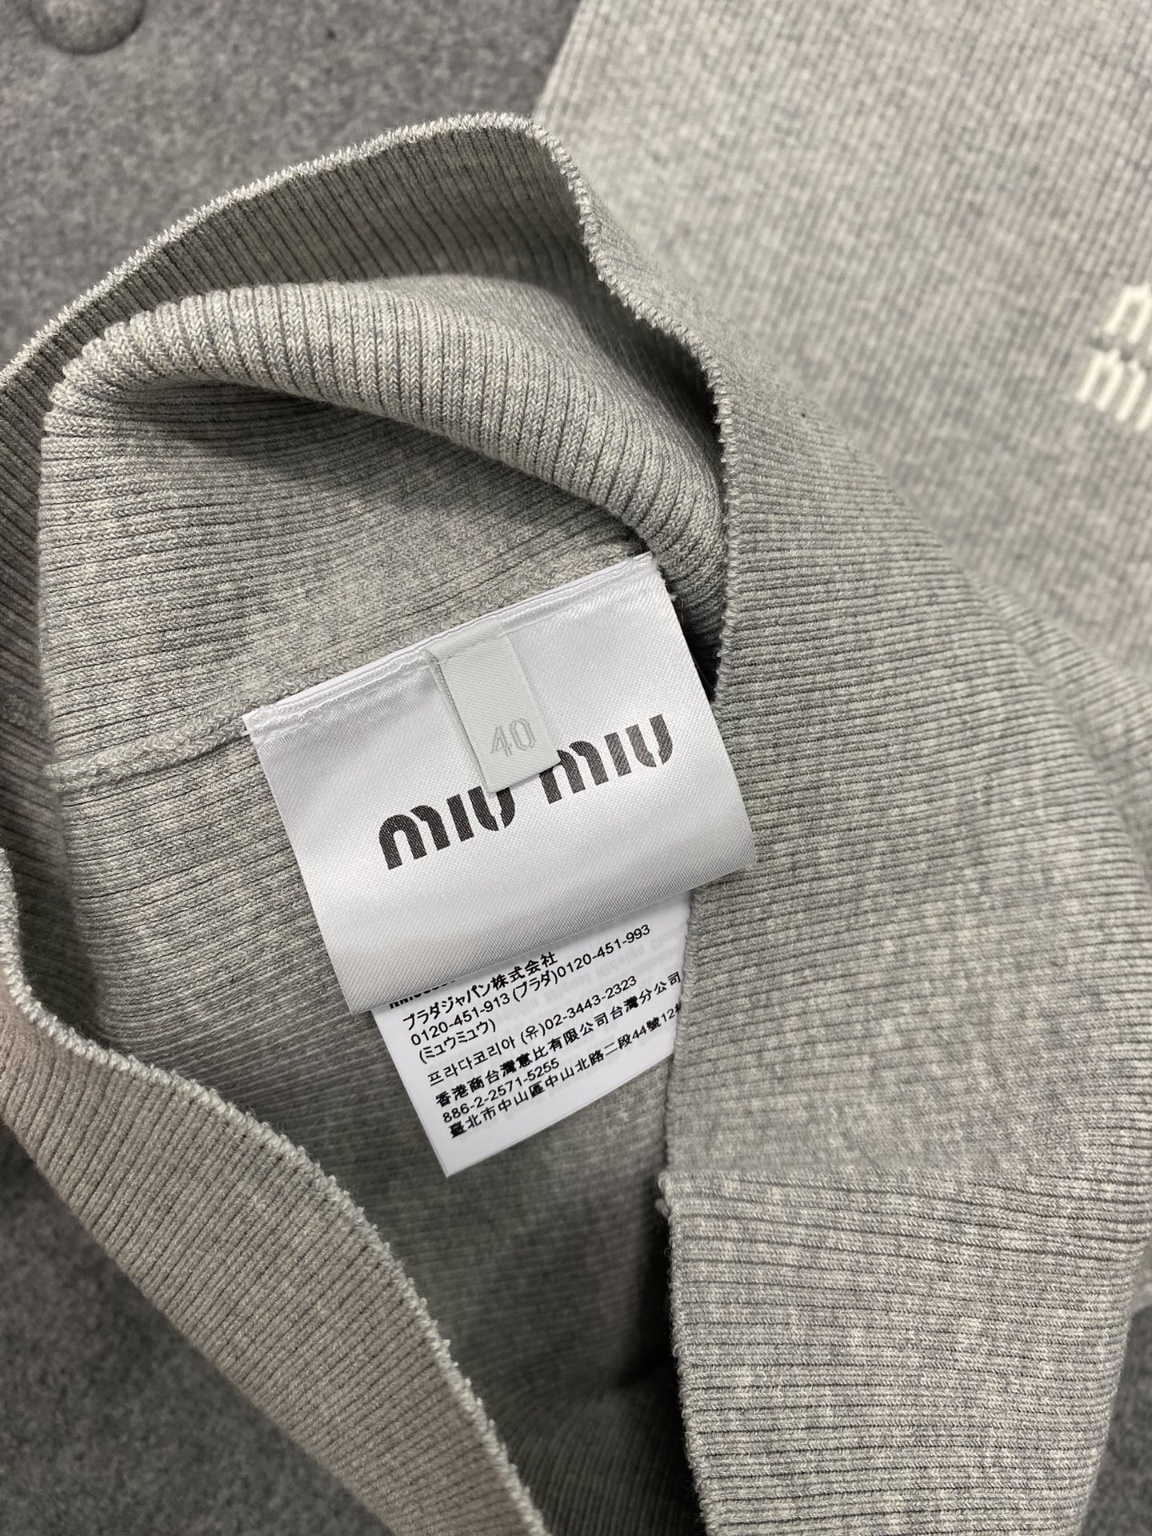 40
miu miu
プラダジャパン株式会社
0120-451-913 (プラダ)0120-451-993
(ミュウミュウ)
프라다코리아 (유)02-3443-2323
香港商台灣惠比有限公司台灣分公司
886-2-2571-5255
臺北市中山區中山北路二段44號12